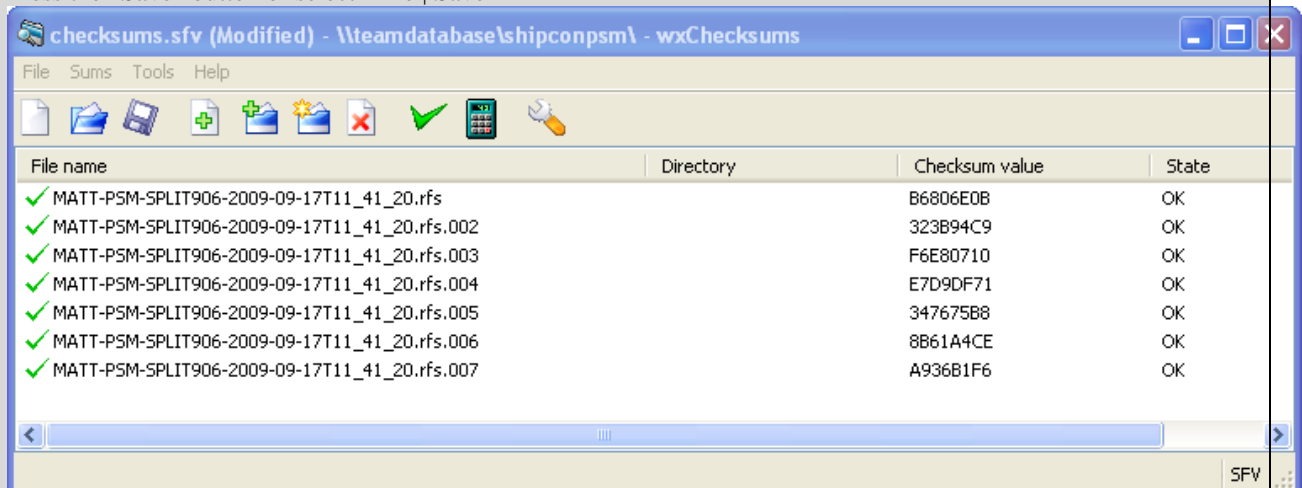 checksums.sfv (Modified) - \\teamdatabase\shipconpsm\ - wxChecksums
File Sums Tools Help
File name Directory Checksum value State
MATT-PSM-SPLIT906-2009-09-17T11_41_20.rfs B6806E0B OK
MATT-PSM-SPLIT906-2009-09-17T11_41_20.rfs.002 323B94C9 OK
MATT-PSM-SPLIT906-2009-09-17T11_41_20.rfs.003 F6E80710 OK
MATT-PSM-SPLIT906-2009-09-17T11_41_20.rfs.004 E7D9DF71 OK
MATT-PSM-SPLIT906-2009-09-17T11_41_20.rfs.005 347675B8 OK
MATT-PSM-SPLIT906-2009-09-17T11_41_20.rfs.006 8B61A4CE OK
MATT-PSM-SPLIT906-2009-09-17T11_41_20.rfs.007 A936B1F6 OK
SFV